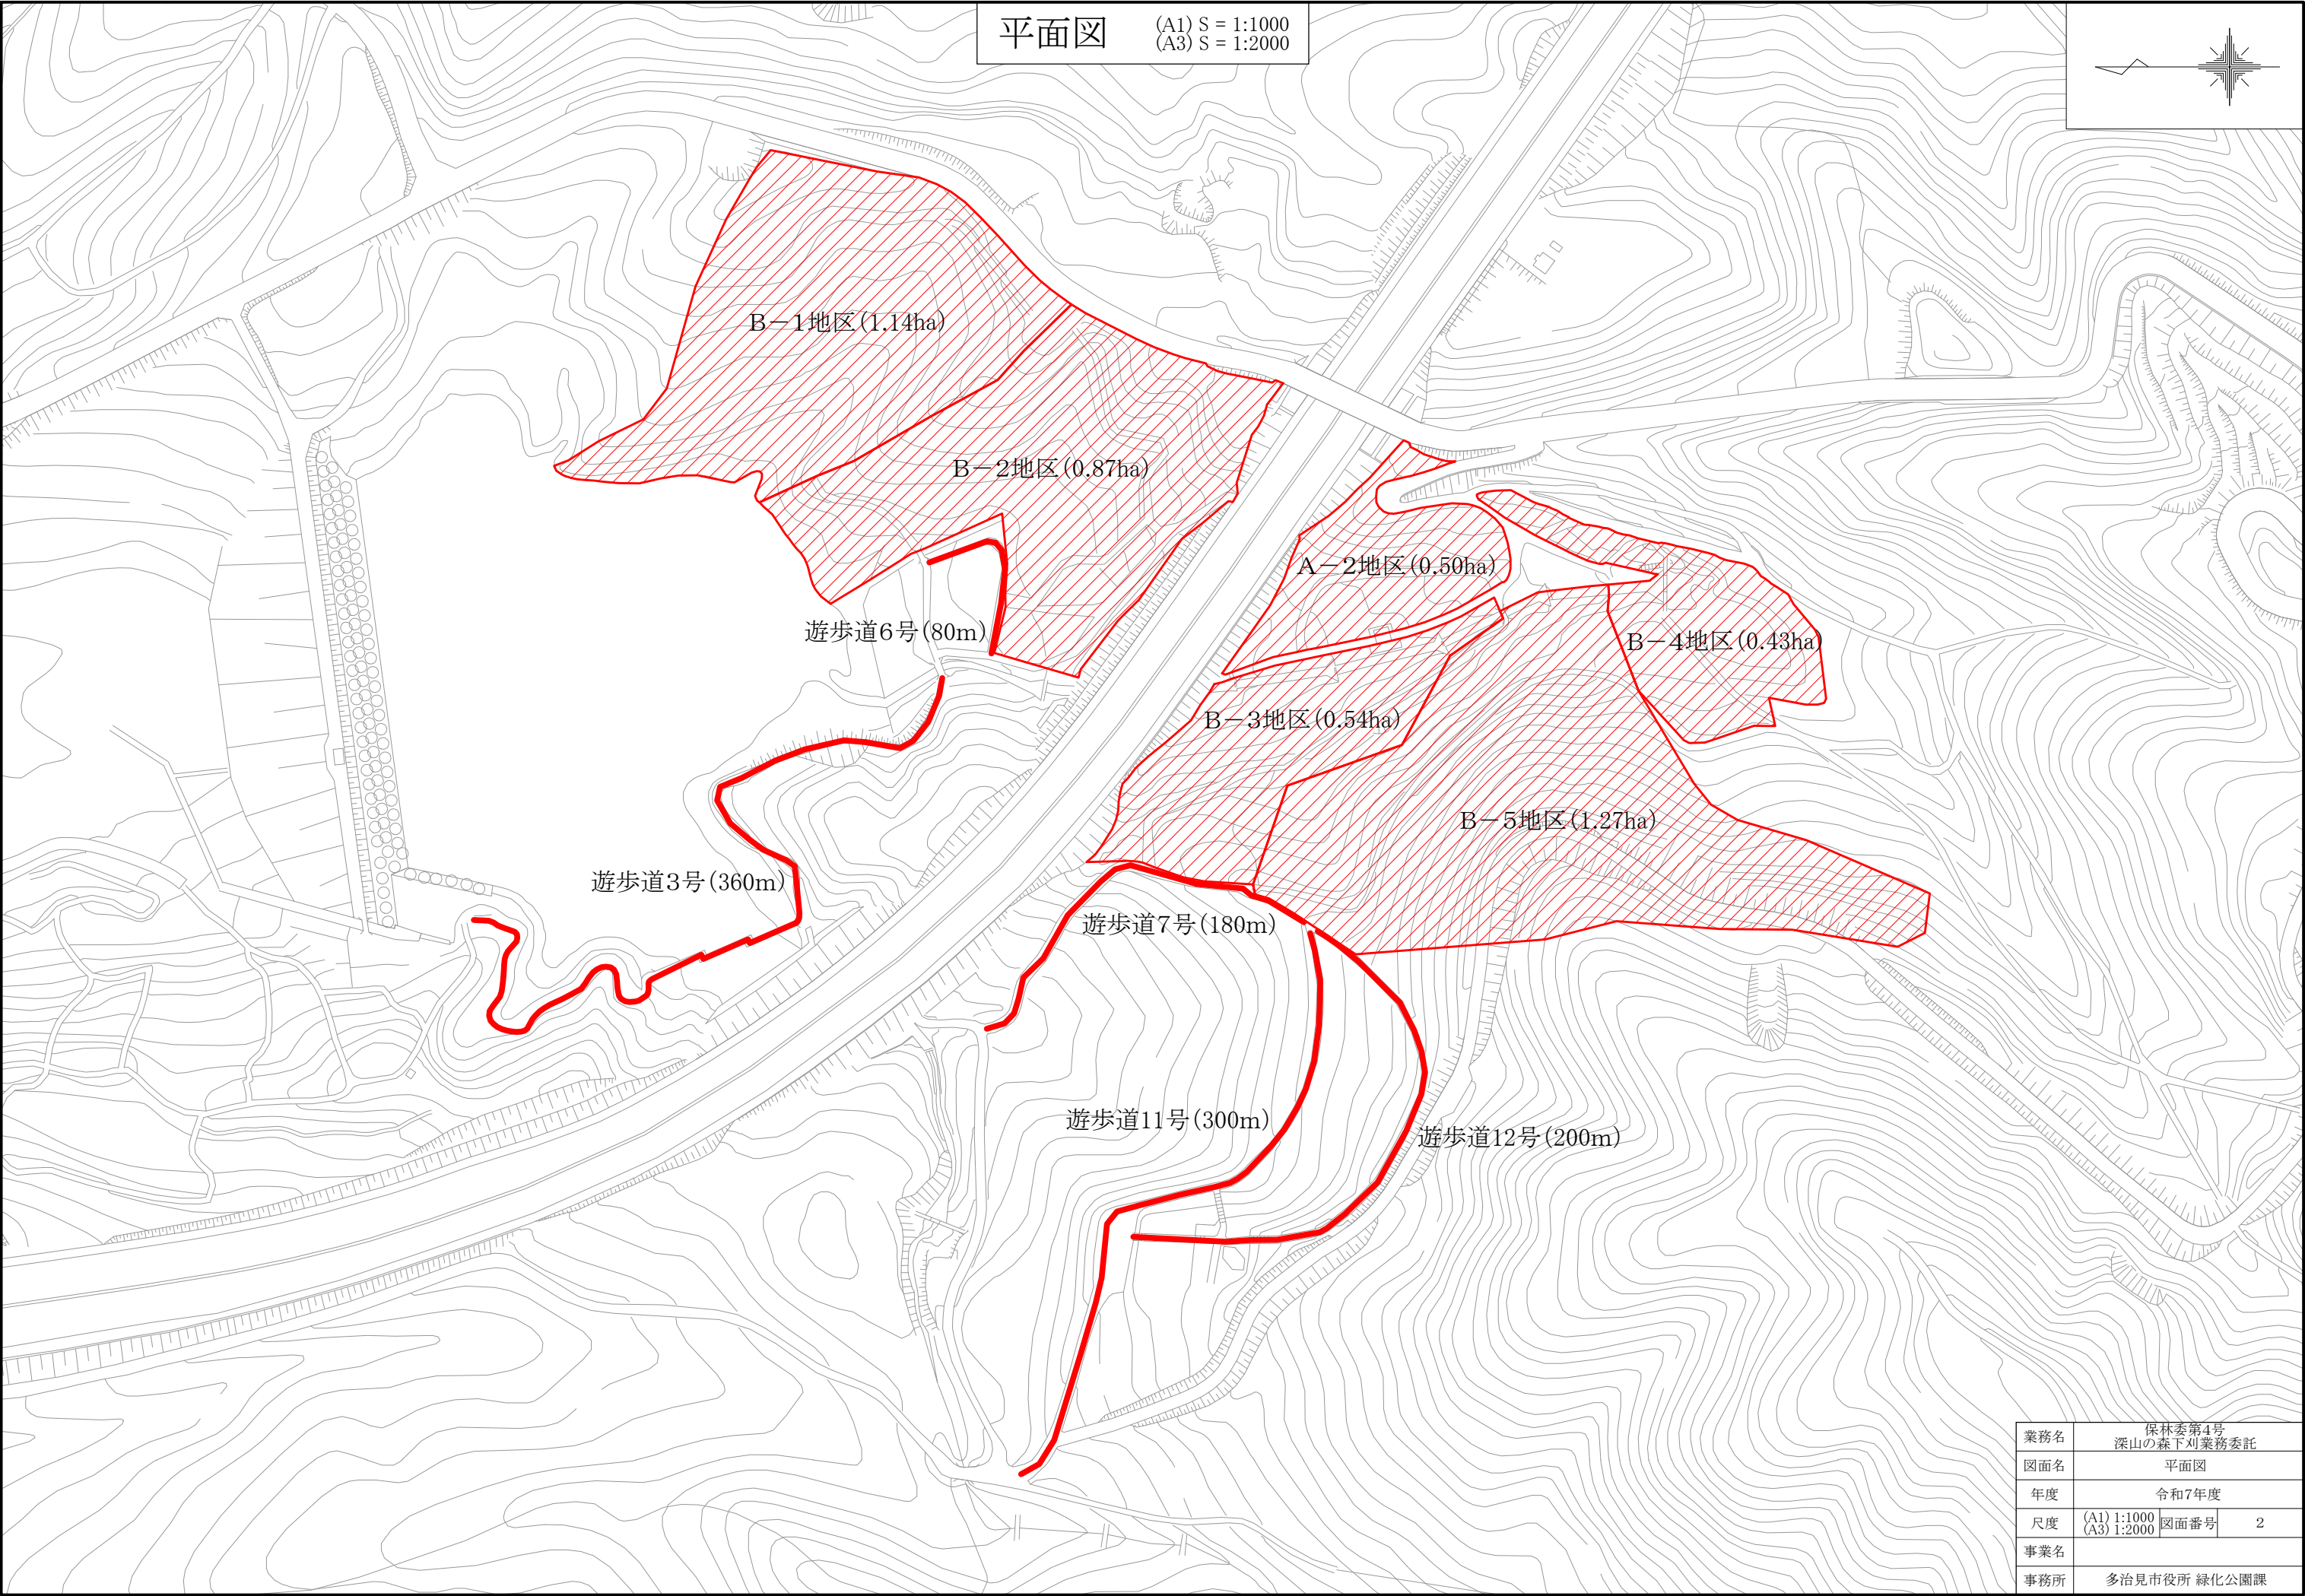 平面図
(A1) S = 1:1000
(A3) S = 1:2000
B－1地区(1.14ha)
B－2地区(0.87ha)
A－2地区(0.50ha)
遊歩道6号(80m)
B－4地区(0.43ha)
B－3地区(0.54ha)
B－5地区(1.27ha)
遊歩道3号(360m)
遊歩道7号(180m)
遊歩道11号(300m)
遊歩道12号(200m)
業務名 保林委第4号
深山の森下刈業務委託
図面名 平面図
年度 令和7年度
尺度 (A1) 1:1000
(A3) 1:2000 図面番号 2
事業名
事務所 多治見市役所 緑化公園課